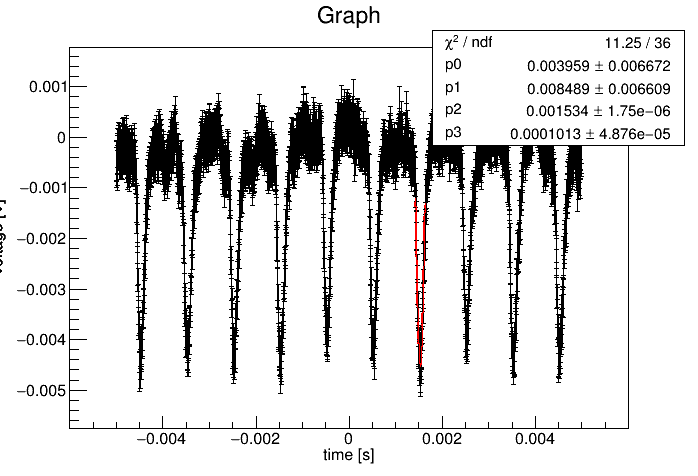 Graph
χ² / ndf 11.25 / 36
p0 0.003959 ± 0.006672
p1 0.008489 ± 0.006609
p2 0.001534 ± 1.75e−06
p3 0.0001013 ± 4.876e−05
0.001
0
−0.001
−0.002
−0.003
−0.004
−0.005
−0.004
−0.002
0
0.002
0.004
time [s]